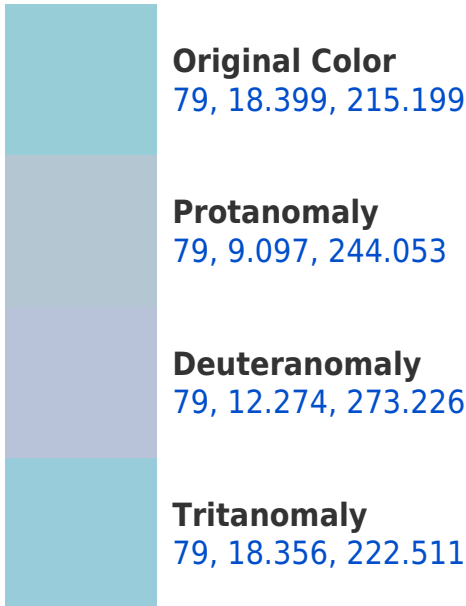 Original Color
79, 18.399, 215.199
Protanomaly
79, 9.097, 244.053
Deuteranomaly
79, 12.274, 273.226
Tritanomaly
79, 18.356, 222.511